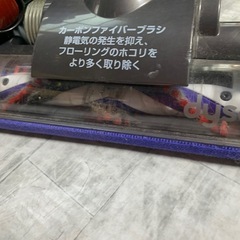 カーボンファイバーブラシ
静電気の発生を抑え、
フローリングのホコリを
より多く取り除く
dys